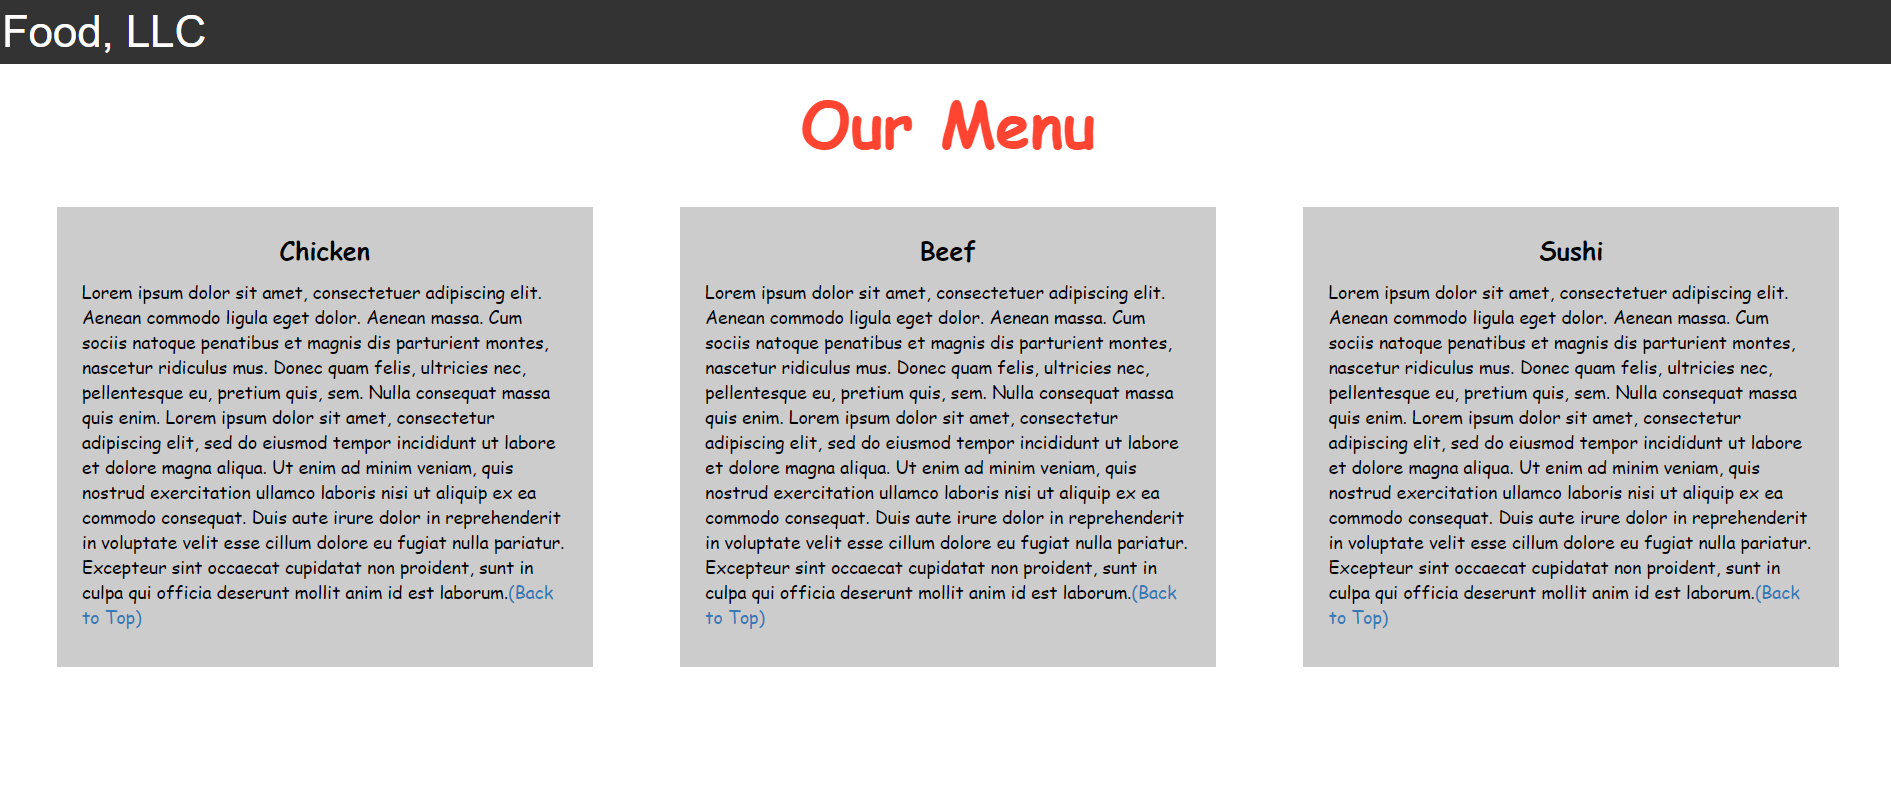 Food, LLC
Our Menu
Chicken
Lorem ipsum dolor sit amet, consectetuer adipiscing elit.
Aenean commodo ligula eget dolor. Aenean massa. Cum
sociis natoque penatibus et magnis dis parturient montes,
nascetur ridiculus mus. Donec quam felis, ultricies nec,
pellentesque eu, pretium quis, sem. Nulla consequat massa
quis enim. Lorem ipsum dolor sit amet, consectetur
adipiscing elit, sed do eiusmod tempor incididunt ut labore
et dolore magna aliqua. Ut enim ad minim veniam, quis
nostrud exercitation ullamco laboris nisi ut aliquip ex ea
commodo consequat. Duis aute irure dolor in reprehenderit
in voluptate velit esse cillum dolore eu fugiat nulla pariatur.
Excepteur sint occaecat cupidatat non proident, sunt in
culpa qui officia deserunt mollit anim id est laborum.(Back
to Top)
Beef
Lorem ipsum dolor sit amet, consectetuer adipiscing elit.
Aenean commodo ligula eget dolor. Aenean massa. Cum
sociis natoque penatibus et magnis dis parturient montes,
nascetur ridiculus mus. Donec quam felis, ultricies nec,
pellentesque eu, pretium quis, sem. Nulla consequat massa
quis enim. Lorem ipsum dolor sit amet, consectetur
adipiscing elit, sed do eiusmod tempor incididunt ut labore
et dolore magna aliqua. Ut enim ad minim veniam, quis
nostrud exercitation ullamco laboris nisi ut aliquip ex ea
commodo consequat. Duis aute irure dolor in reprehenderit
in voluptate velit esse cillum dolore eu fugiat nulla pariatur.
Excepteur sint occaecat cupidatat non proident, sunt in
culpa qui officia deserunt mollit anim id est laborum.(Back
to Top)
Sushi
Lorem ipsum dolor sit amet, consectetuer adipiscing elit.
Aenean commodo ligula eget dolor. Aenean massa. Cum
sociis natoque penatibus et magnis dis parturient montes,
nascetur ridiculus mus. Donec quam felis, ultricies nec,
pellentesque eu, pretium quis, sem. Nulla consequat massa
quis enim. Lorem ipsum dolor sit amet, consectetur
adipiscing elit, sed do eiusmod tempor incididunt ut labore
et dolore magna aliqua. Ut enim ad minim veniam, quis
nostrud exercitation ullamco laboris nisi ut aliquip ex ea
commodo consequat. Duis aute irure dolor in reprehenderit
in voluptate velit esse cillum dolore eu fugiat nulla pariatur.
Excepteur sint occaecat cupidatat non proident, sunt in
culpa qui officia deserunt mollit anim id est laborum.(Back
to Top)